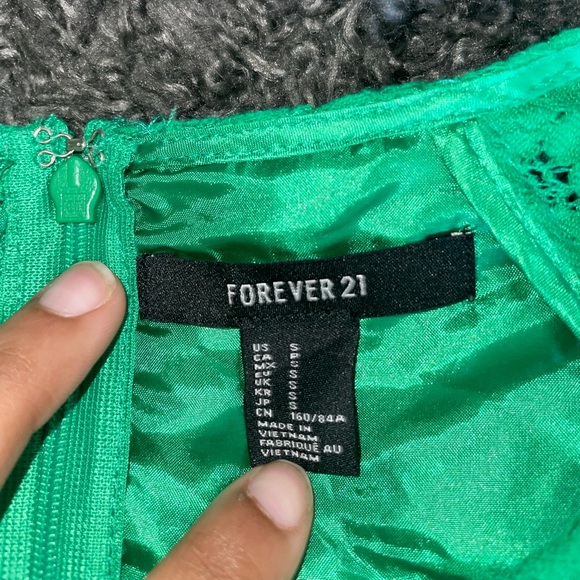 FOREVER 21
US S
CA P
MX S
EU S
UK S
KR S
JP S
CN 160/84A
MADE IN
VIETNAM
FABRIQUÉ AU
VIETNAM